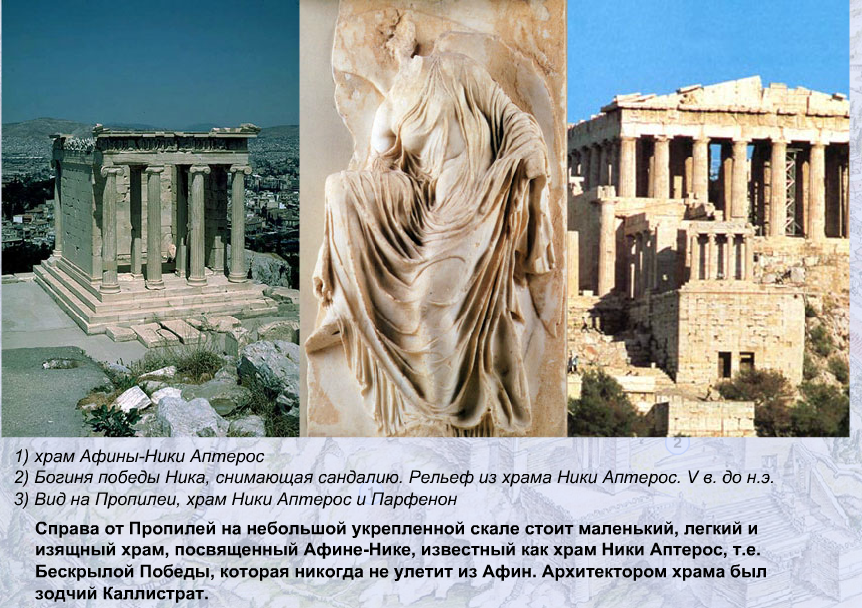 1) храм Афины-Ники Аптерос
2) Богиня победы Ника, снимающая сандалию. Рельеф из храма Ники Аптерос. V в. до н.э.
3) Вид на Пропилеи, храм Ники Аптерос и Парфенон
Справа от Пропилей на небольшой укрепленной скале стоит маленький, легкий и
изящный храм, посвященный Афине-Нике, известный как храм Ники Аптерос, т.е.
Бескрылой Победы, которая никогда не улетит из Афин. Архитектором храма был
зодчий Каллистрат.